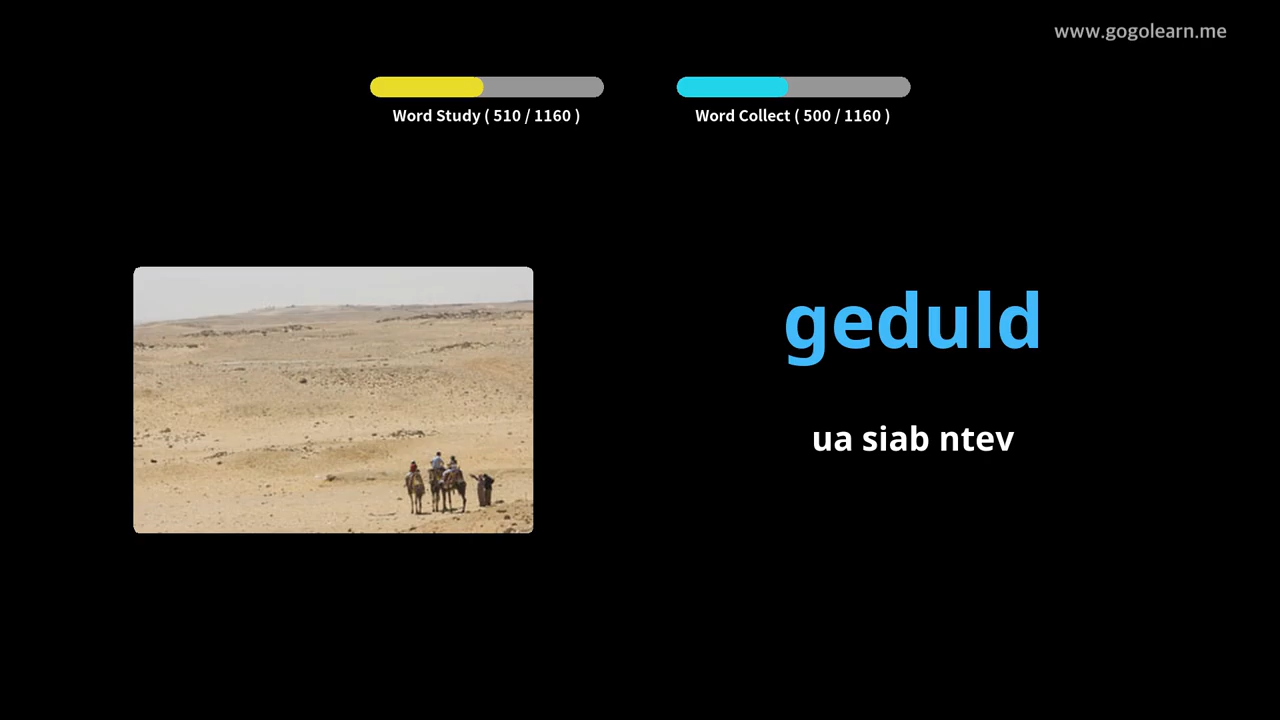 www.gogolearn.me
Word Study ( 510 / 1160 )
Word Collect ( 500 / 1160 )
geduld
ua siab ntev